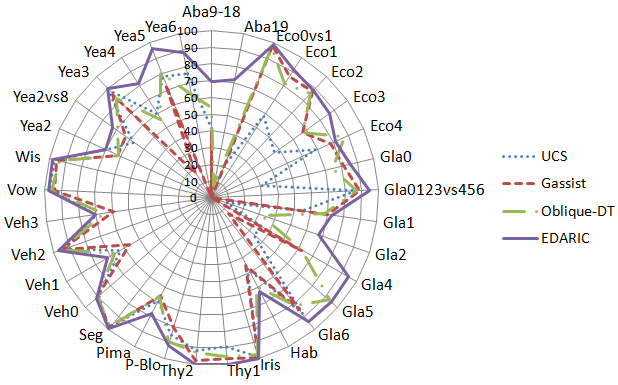 Aba9-18
Aba19
Eco0vs1
Eco1
Eco2
Eco3
Eco4
Gla0
Gla0123vs456
Gla1
Gla2
Gla4
Gla5
Gla6
Hab
Iris
Thy1
Thy2
P-Blo
Pima
Seg
Veh0
Veh1
Veh2
Veh3
Vow
Wis
Yea2
Yea2vs8
Yea3
Yea4
Yea5
Yea6
100
90
80
70
60
50
40
30
20
10
0
UCS
Gassist
Oblique-DT
EDARIC